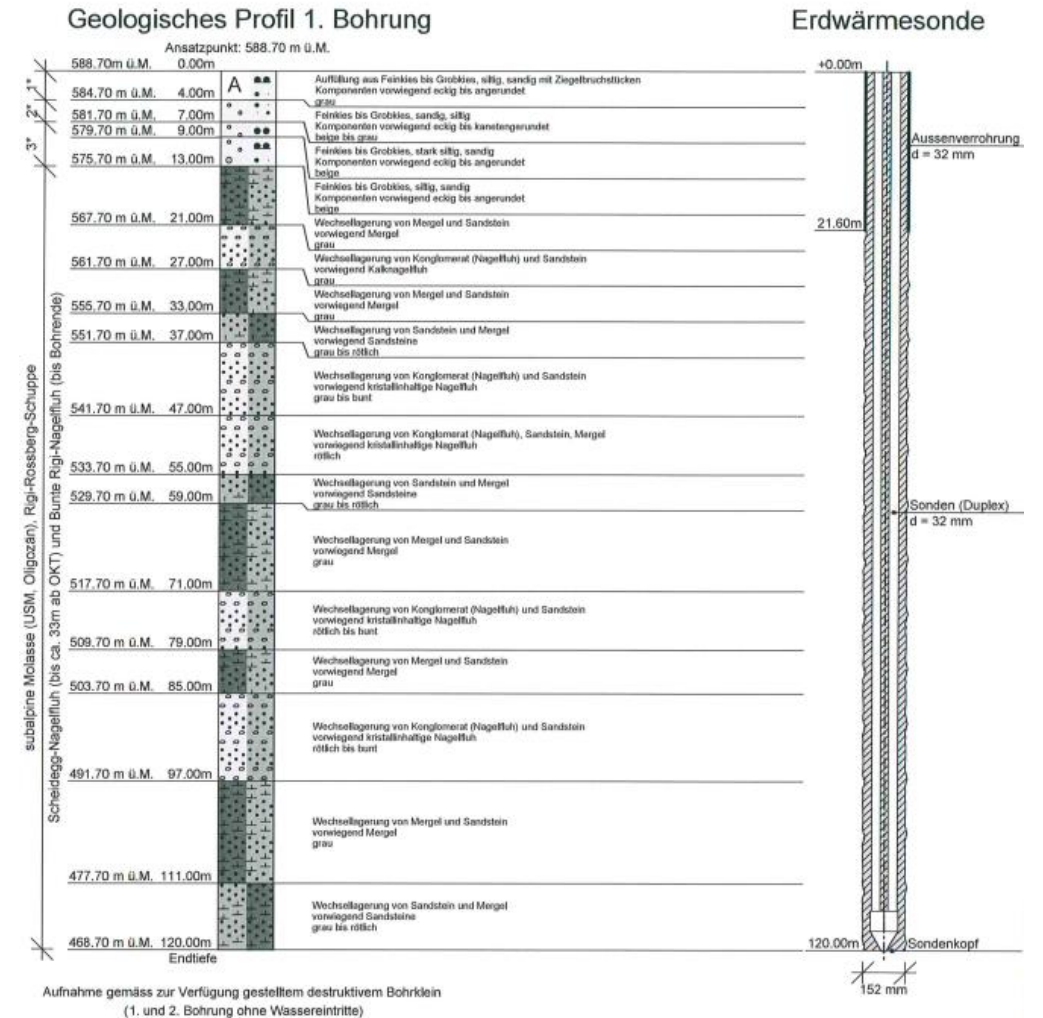 Geologisches Profil 1. Bohrung
Erdwärmesonde
Ansatzpunkt: 588.70 m ü.M.
588.70m ü.M. 0.00m
584.70 m ü.M. 4.00m
581.70 m ü.M. 7.00m
579.70 m ü.M. 9.00m
575.70 m ü.M. 13.00m
567.70 m ü.M. 21.00m
561.70 m ü.M. 27.00m
555.70 m ü.M. 33.00m
551.70 m ü.M. 37.00m
541.70 m ü.M. 47.00m
533.70 m ü.M. 55.00m
529.70 m ü.M. 59.00m
517.70 m ü.M. 71.00m
509.70 m ü.M. 79.00m
503.70 m ü.M. 85.00m
491.70 m ü.M. 97.00m
477.70 m ü.M. 111.00m
468.70 m ü.M. 120.00m
Endtiefe
1*
2*
3*
subalpine Molasse (USM, Oligozän), Rigi-Rossberg-Schuppe
Scheidegg-Nagelfluh (bis ca. 33m ab OKT) und Bunte Rigi-Nagelfluh (bis Bohrende)
A
Auffüllung aus Feinkies bis Grobkies, siltig, sandig mit Ziegelbruchstücken
Komponenten vorwiegend eckig bis angerundet
grau
Feinkies bis Grobkies, sandig, siltig
Komponenten vorwiegend eckig bis kanetengerundet
beige bis grau
Feinkies bis Grobkies, stark siltig, sandig
Komponenten vorwiegend eckig bis angerundet
beige
Feinkies bis Grobkies, siltig, sandig
Komponenten vorwiegend eckig bis angerundet
beige
Wechsellagerung von Mergel und Sandstein
vorwiegend Mergel
grau
Wechsellagerung von Konglomerat (Nagelfluh) und Sandstein
vorwiegend Kalknagelfluh
grau
Wechsellagerung von Mergel und Sandstein
vorwiegend Mergel
grau
Wechsellagerung von Sandstein und Mergel
vorwiegend Sandsteine
grau bis rötlich
Wechsellagerung von Konglomerat (Nagelfluh) und Sandstein
vorwiegend kristallinhaltige Nagelfluh
grau bis bunt
Wechsellagerung von Konglomerat (Nagelfluh), Sandstein, Mergel
vorwiegend kristallinhaltige Nagelfluh
rötlich
Wechsellagerung von Sandstein und Mergel
vorwiegend Sandsteine
grau bis rötlich
Wechsellagerung von Mergel und Sandstein
vorwiegend Mergel
grau
Wechsellagerung von Konglomerat (Nagelfluh) und Sandstein
vorwiegend kristallinhaltige Nagelfluh
rötlich bis bunt
Wechsellagerung von Mergel und Sandstein
vorwiegend Mergel
grau
Wechsellagerung von Konglomerat (Nagelfluh) und Sandstein
vorwiegend kristallinhaltige Nagelfluh
rötlich bis bunt
Wechsellagerung von Mergel und Sandstein
vorwiegend Mergel
grau
Wechsellagerung von Sandstein und Mergel
vorwiegend Sandsteine
grau bis rötlich
+0.00m
Aussenverrohrung
d = 32 mm
21.60m
Sonden (Duplex)
d = 32 mm
120.00m
Sondenkopf
152 mm
Aufnahme gemäss zur Verfügung gestelltem destruktivem Bohrklein
(1. und 2. Bohrung ohne Wassereintritte)